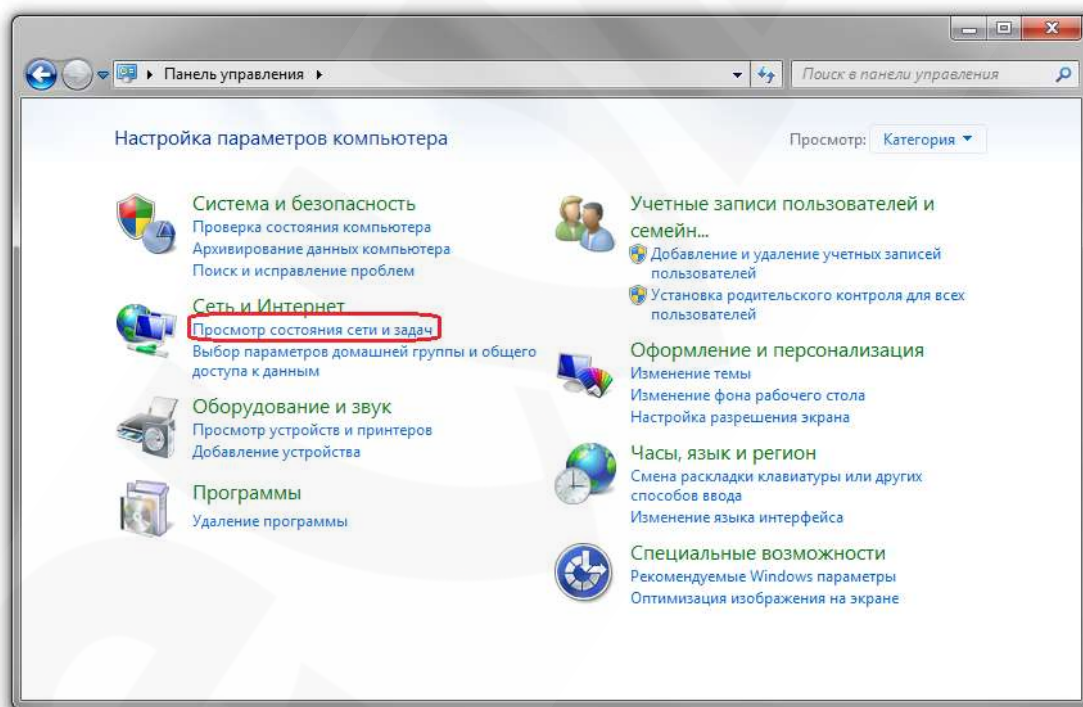 Панель управления
Поиск в панели управления
Настройка параметров компьютера
Просмотр: Категория
Система и безопасность
Проверка состояния компьютера
Архивирование данных компьютера
Поиск и исправление проблем
Сеть и Интернет
Просмотр состояния сети и задач
Выбор параметров домашней группы и общего
доступа к данным
Оборудование и звук
Просмотр устройств и принтеров
Добавление устройства
Программы
Удаление программы
Учетные записи пользователей и
семейн...
Добавление и удаление учетных записей
пользователей
Установка родительского контроля для всех
пользователей
Оформление и персонализация
Изменение темы
Изменение фона рабочего стола
Настройка разрешения экрана
Часы, язык и регион
Смена раскладки клавиатуры или других
способов ввода
Изменение языка интерфейса
Специальные возможности
Рекомендуемые Windows параметры
Оптимизация изображения на экране